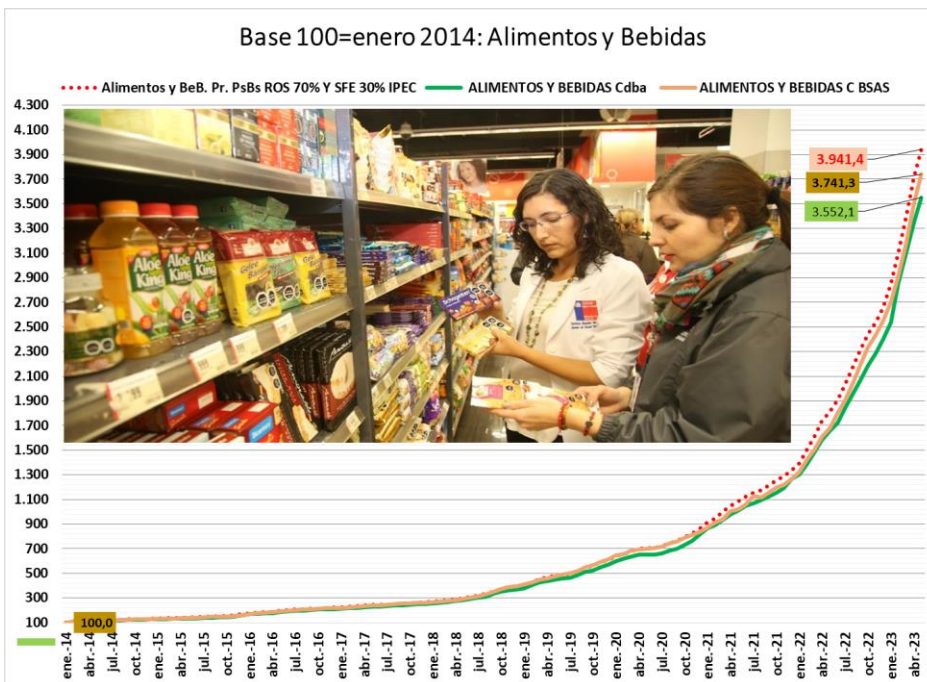 Base 100=enero 2014: Alimentos y Bebidas
Alimentos y BeB. Pr. PsBs ROS 70% Y SFE 30% IPEC
ALIMENTOS Y BEBIDAS Cdba
ALIMENTOS Y BEBIDAS C BSAS
4.300
4.100
3.900
3.700
3.500
3.300
3.100
2.900
2.700
2.500
2.300
2.100
1.900
1.700
1.500
1.300
1.100
900
700
500
300
100
3.941,4
3.741,3
3.552,1
100,0
Aloe King
Aloe King
Aloe King
ene.-14
abr.-14
jul.-14
oct.-14
ene.-15
abr.-15
jul.-15
oct.-15
ene.-16
abr.-16
jul.-16
oct.-16
ene.-17
abr.-17
jul.-17
oct.-17
ene.-18
abr.-18
jul.-18
oct.-18
ene.-19
abr.-19
jul.-19
oct.-19
ene.-20
abr.-20
jul.-20
oct.-20
ene.-21
abr.-21
jul.-21
oct.-21
ene.-22
abr.-22
jul.-22
oct.-22
ene.-23
abr.-23